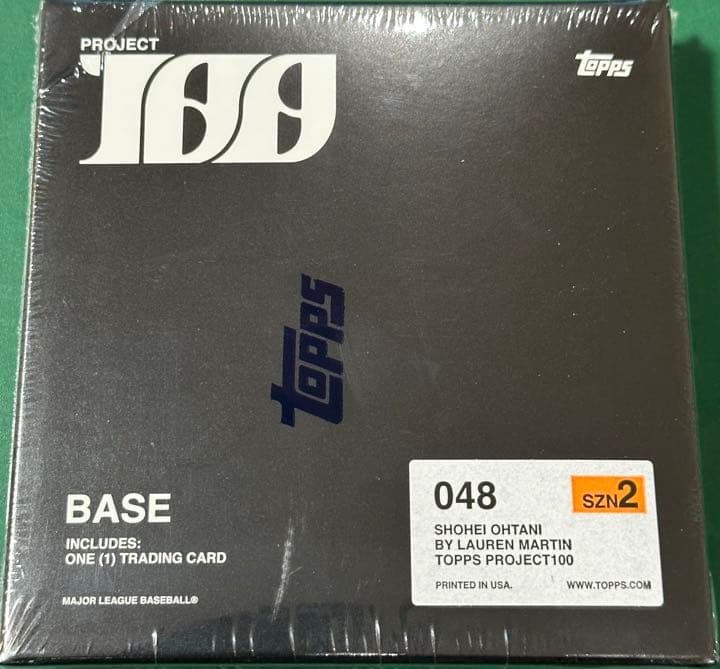 PROJECT
100
Topps
Topps
BASE
INCLUDES:
ONE (1) TRADING CARD
MAJOR LEAGUE BASEBALL®
048
SZN2
SHOHEI OHTANI
BY LAUREN MARTIN
TOPPS PROJECT100
PRINTED IN USA.
WWW.TOPPS.COM